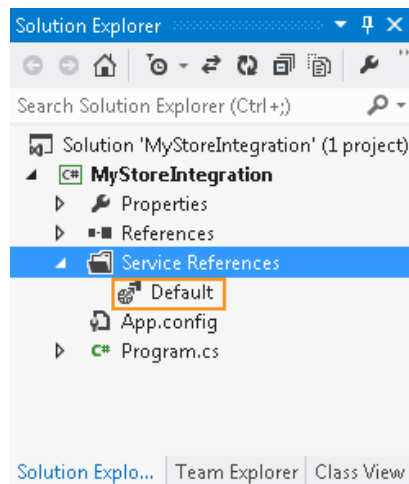 Solution Explorer
Search Solution Explorer (Ctrl+;)
Solution 'MyStoreIntegration' (1 project)
C# MyStoreIntegration
Properties
References
Service References
Default
App.config
C# Program.cs
Solution Explo... Team Explorer Class View